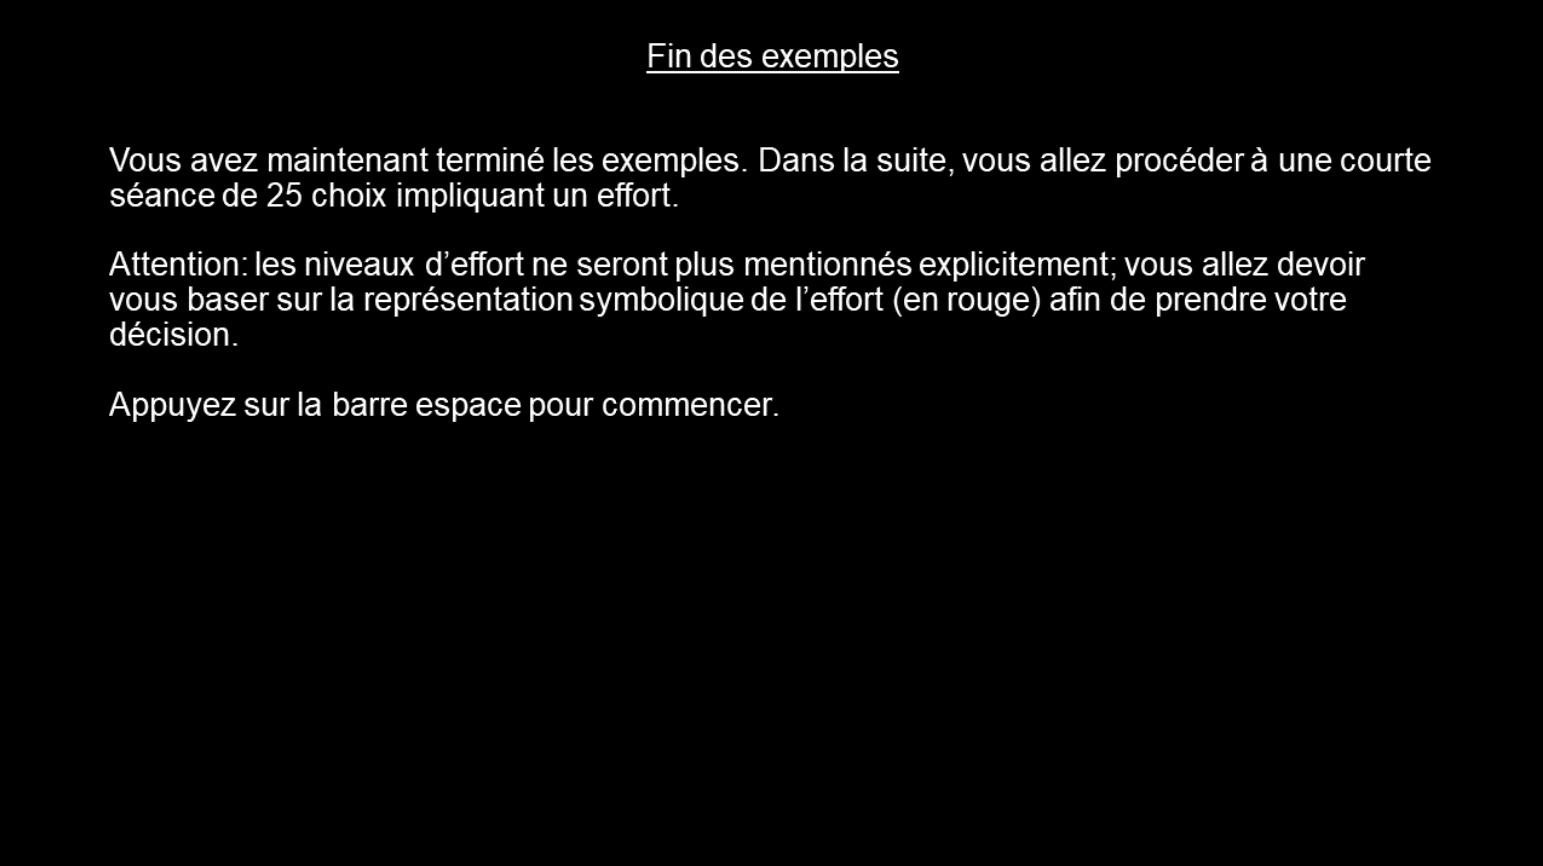 Fin des exemples
Vous avez maintenant terminé les exemples. Dans la suite, vous allez procéder à une courte
séance de 25 choix impliquant un effort.
Attention: les niveaux d’effort ne seront plus mentionnés explicitement; vous allez devoir
vous baser sur la représentation symbolique de l’effort (en rouge) afin de prendre votre
décision.
Appuyez sur la barre espace pour commencer.